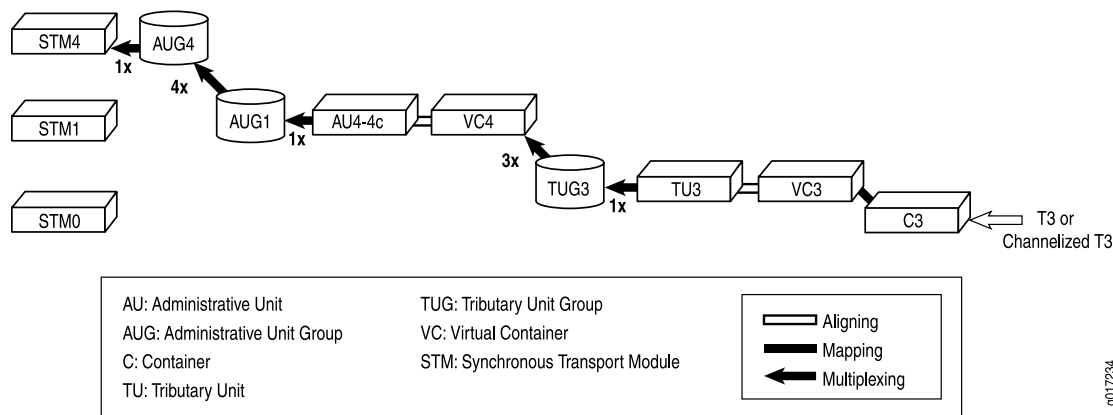 STM4
AUG4
1x
4x
STM1
AUG1
1x
AU4-4c
VC4
3x
STM0
TUG3
1x
TU3
VC3
C3
T3 or
Channelized T3
AU: Administrative Unit
AUG: Administrative Unit Group
C: Container
TU: Tributary Unit
TUG: Tributary Unit Group
VC: Virtual Container
STM: Synchronous Transport Module
Aligning
Mapping
Multiplexing
g017234